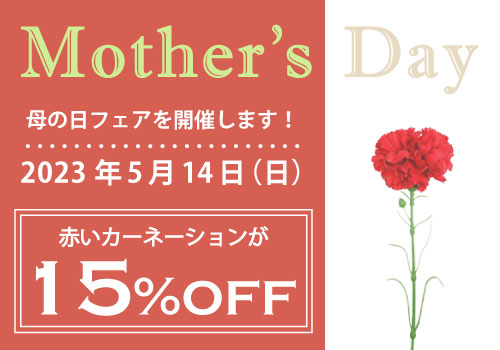 Mother's Day
母の日フェアを開催します！
2023年5月14日（日）
赤いカーネーションが
15%OFF